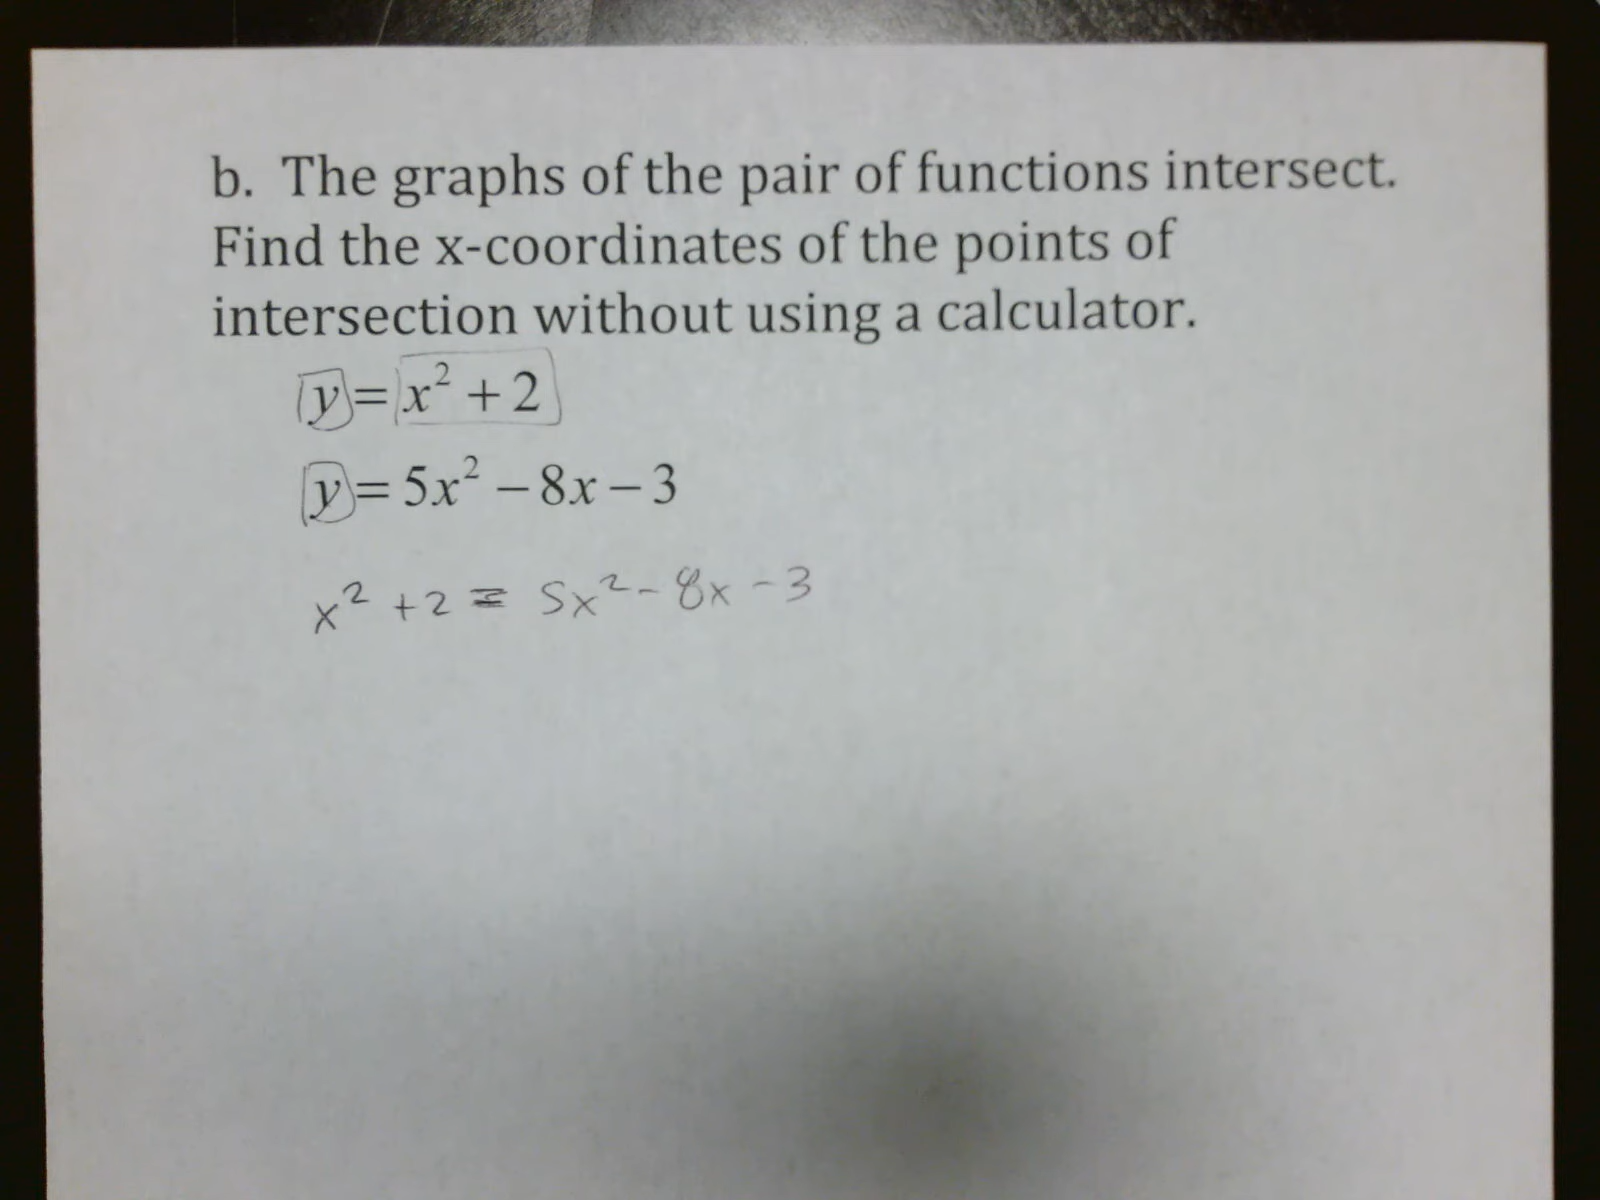 b. The graphs of the pair of functions intersect.
Find the x-coordinates of the points of
intersection without using a calculator.
y = x² + 2
y = 5x² – 8x – 3
x² + 2 = 5x² - 8x - 3